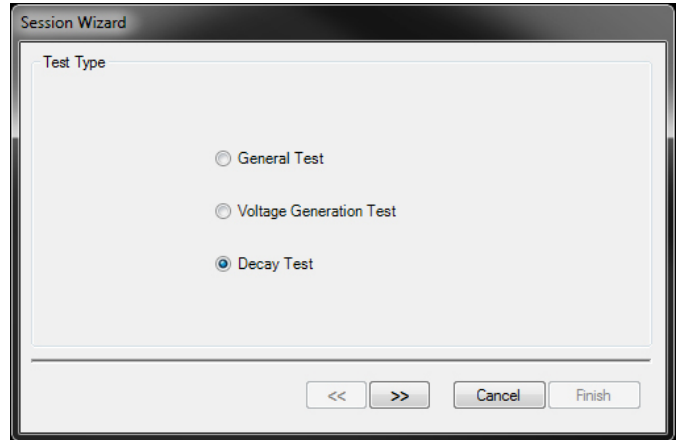 Session Wizard
Test Type
General Test
Voltage Generation Test
Decay Test
<< >> Cancel Finish